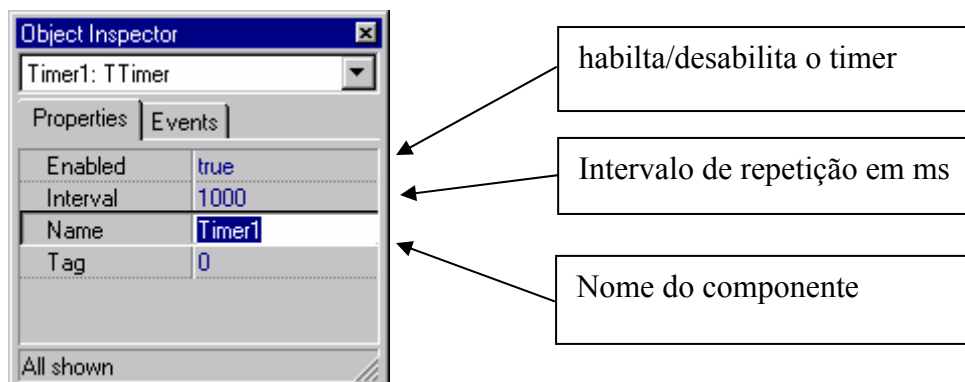 Object Inspector
Timer1: TTimer
Properties Events
Enabled true
Interval 1000
Name Timer1
Tag 0
All shown
habilta/desabilita o timer
Intervalo de repetição em ms
Nome do componente